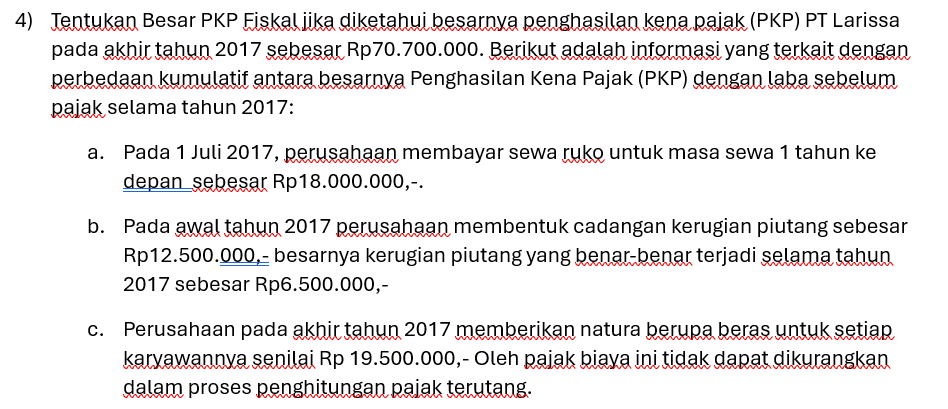 4) Tentukan Besar PKP Fiskal jika diketahui besarnya penghasilan kena pajak (PKP) PT Larissa
pada akhir tahun 2017 sebesar Rp70.700.000. Berikut adalah informasi yang terkait dengan
perbedaan kumulatif antara besarnya Penghasilan Kena Pajak (PKP) dengan laba sebelum
pajak selama tahun 2017:
a. Pada 1 Juli 2017, perusahaan membayar sewa ruko untuk masa sewa 1 tahun ke
depan sebesar Rp18.000.000,-.
b. Pada awal tahun 2017 perusahaan membentuk cadangan kerugian piutang sebesar
Rp12.500.000,- besarnya kerugian piutang yang benar-benar terjadi selama tahun
2017 sebesar Rp6.500.000,-
c. Perusahaan pada akhir tahun 2017 memberikan natura berupa beras untuk setiap
karyawannya senilai Rp 19.500.000,- Oleh pajak biaya ini tidak dapat dikurangkan
dalam proses penghitungan pajak terutang.